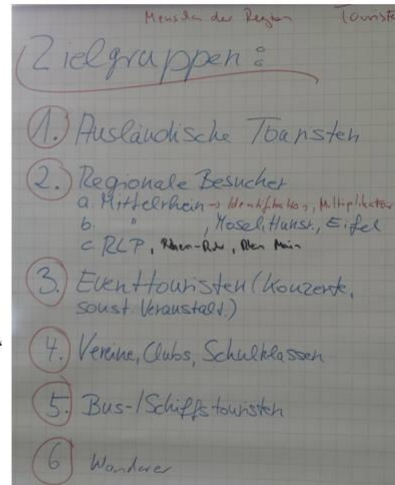 Menschen der Region Touriste
Zielgruppen:
1. Ausländische Touristen
2. Regionale Besucher
a. Mittelrhein → Identifikation, Multiplikator
b. " , Mosel, Hunsr., Eifel
c. RLP, Rhein-Ruhr, Rhein Main
3. Eventtouristen (Konzerte,
sonst. Veranstalt.)
4. Vereine, Clubs, Schulklassen
5. Bus-/Schiffstouristen
6 Wanderer